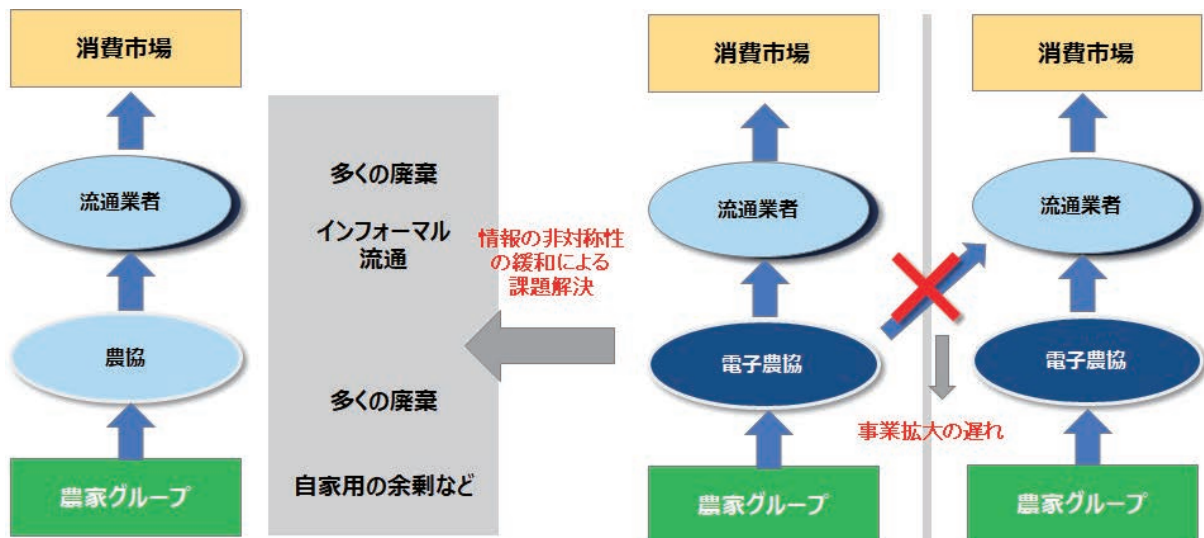 消費市場
流通業者
農協
農家グループ
多くの廃棄
インフォーマル
流通
多くの廃棄
自家用の余剰など
情報の非対称性
の緩和による
課題解決
消費市場
流通業者
電子農協
農家グループ
事業拡大の遅れ
消費市場
流通業者
電子農協
農家グループ